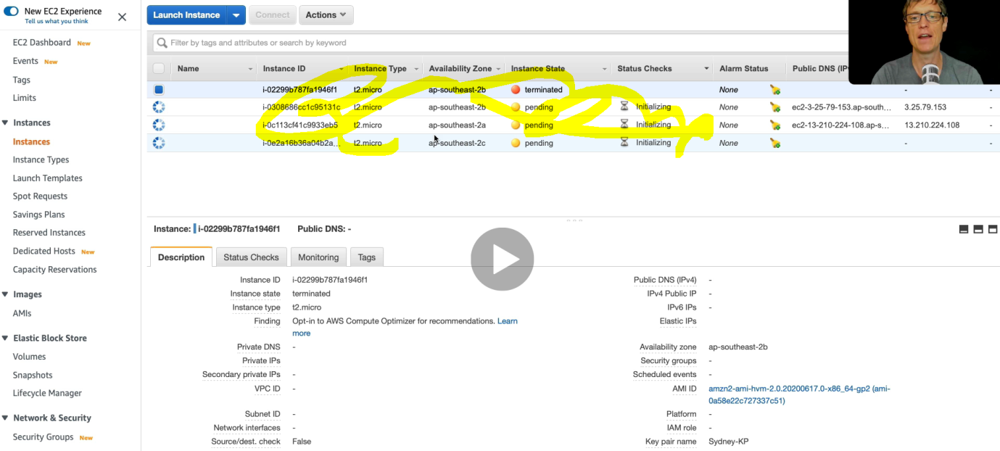 New EC2 Experience
Tell us what you think
EC2 Dashboard New
Events New
Tags
Limits
Instances
Instances
Instance Types
Launch Templates
Spot Requests
Savings Plans
Reserved Instances
Dedicated Hosts New
Capacity Reservations
Images
AMIs
Elastic Block Store
Volumes
Snapshots
Lifecycle Manager
Network & Security
Security Groups New
Launch Instance Connect Actions
Filter by tags and attributes or search by keyword
Name Instance ID Instance Type Availability Zone Instance State Status Checks Alarm Status Public DNS (IP
i-02299b787fa1946f1 t2.micro ap-southeast-2b terminated None - -
i-0308686cc1c95131c t2.micro ap-southeast-2b pending Initializing None ec2-3-25-79-153.ap-south... 3.25.79.153 -
i-0c113cf41c9933eb5 t2.micro ap-southeast-2a pending Initializing None ec2-13-210-224-108.ap-s... 13.210.224.108 -
i-0e2a16b36a04b2a... t2.micro ap-southeast-2c pending Initializing None - -
Instance: i-02299b787fa1946f1 Public DNS: -
Description Status Checks Monitoring Tags
Instance ID i-02299b787fa1946f1
Instance state terminated
Instance type t2.micro
Finding Opt-in to AWS Compute Optimizer for recommendations. Learn
more
Private DNS -
Private IPs
Secondary private IPs -
VPC ID -
Subnet ID -
Network interfaces -
Source/dest. check False
Public DNS (IPv4) -
IPv4 Public IP -
IPv6 IPs -
Elastic IPs
Availability zone ap-southeast-2b
Security groups -
Scheduled events -
AMI ID amzn2-ami-hvm-2.0.20200617.0-x86_64-gp2 (ami-
0a58e22c727337c51)
Platform -
IAM role -
Key pair name Sydney-KP